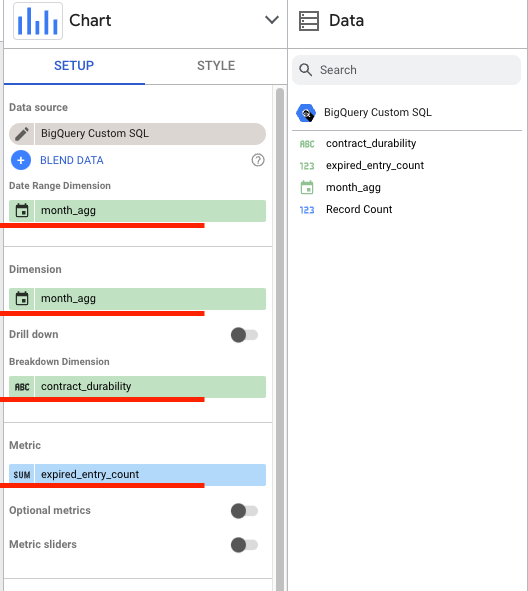 Chart
SETUP
STYLE
Data source
BigQuery Custom SQL
BLEND DATA
Date Range Dimension
month_agg
Dimension
month_agg
Drill down
Breakdown Dimension
ABC contract_durability
Metric
SUM expired_entry_count
Optional metrics
Metric sliders
Data
Search
BigQuery Custom SQL
ABC contract_durability
123 expired_entry_count
month_agg
123 Record Count